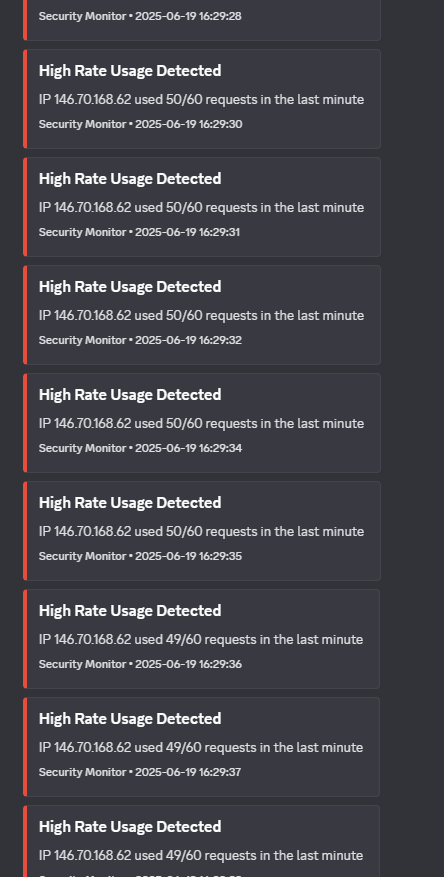 Security Monitor • 2025-06-19 16:29:28
High Rate Usage Detected
IP 146.70.168.62 used 50/60 requests in the last minute
Security Monitor • 2025-06-19 16:29:30
High Rate Usage Detected
IP 146.70.168.62 used 50/60 requests in the last minute
Security Monitor • 2025-06-19 16:29:31
High Rate Usage Detected
IP 146.70.168.62 used 50/60 requests in the last minute
Security Monitor • 2025-06-19 16:29:32
High Rate Usage Detected
IP 146.70.168.62 used 50/60 requests in the last minute
Security Monitor • 2025-06-19 16:29:34
High Rate Usage Detected
IP 146.70.168.62 used 50/60 requests in the last minute
Security Monitor • 2025-06-19 16:29:35
High Rate Usage Detected
IP 146.70.168.62 used 49/60 requests in the last minute
Security Monitor • 2025-06-19 16:29:36
High Rate Usage Detected
IP 146.70.168.62 used 49/60 requests in the last minute
Security Monitor • 2025-06-19 16:29:37
High Rate Usage Detected
IP 146.70.168.62 used 49/60 requests in the last minute